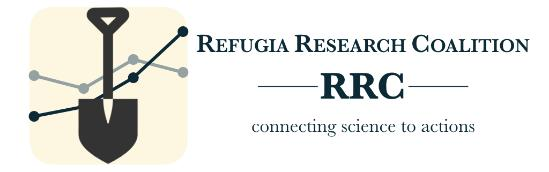 Refugia Research Coalition
RRC
connecting science to actions